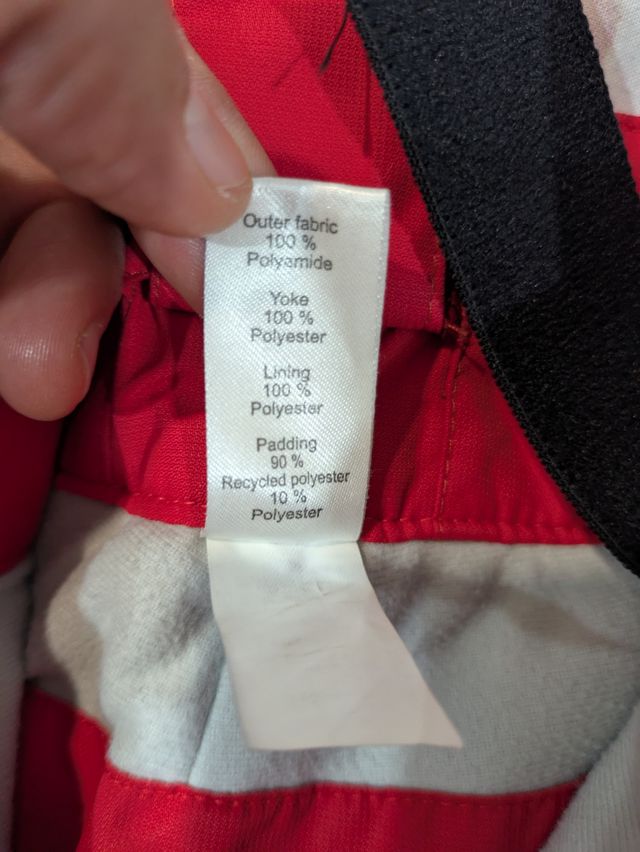 Outer fabric
100 %
Polyamide
Yoke
100 %
Polyester
Lining
100 %
Polyester
Padding
90 %
Recycled polyester
10 %
Polyester